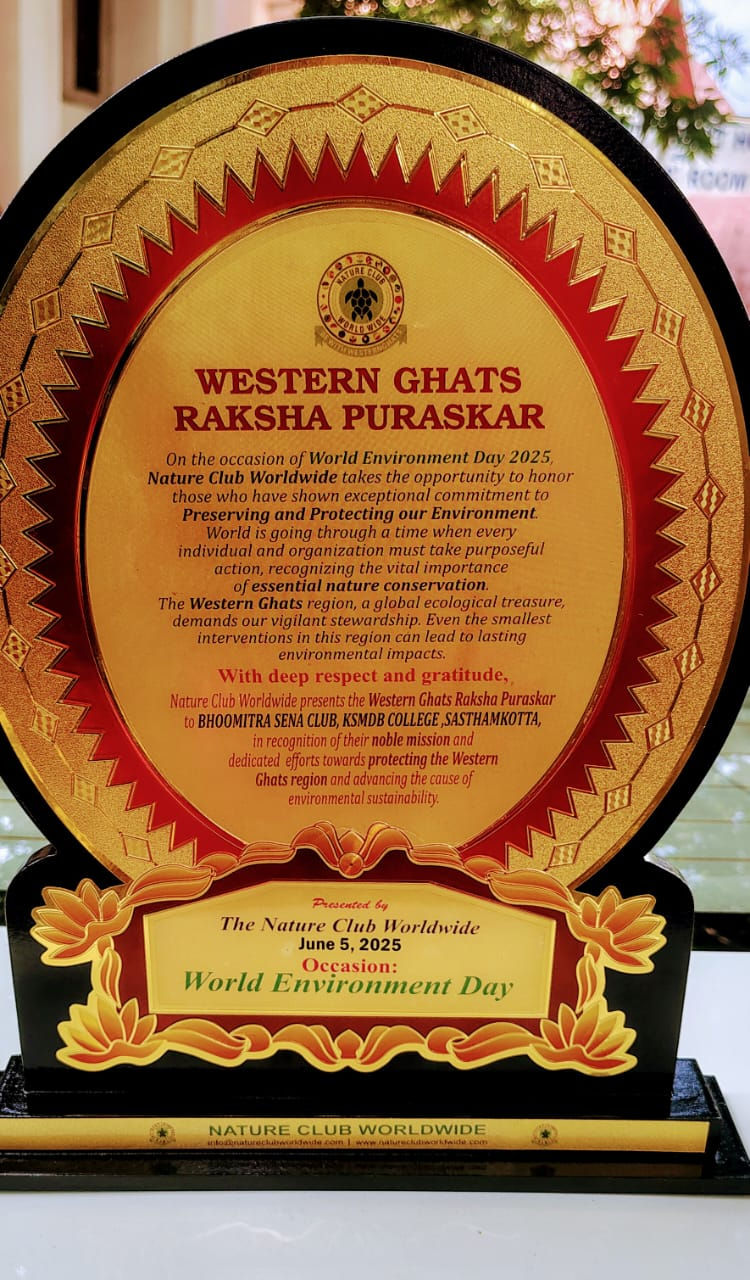 NATURE CLUB
WORLD WIDE
WESTERN GHATS
RAKSHA PURASKAR
On the occasion of World Environment Day 2025,
Nature Club Worldwide takes the opportunity to honor
those who have shown exceptional commitment to
Preserving and Protecting our Environment.
World is going through a time when every
individual and organization must take purposeful
action, recognizing the vital importance
of essential nature conservation.
The Western Ghats region, a global ecological treasure,
demands our vigilant stewardship. Even the smallest
interventions in this region can lead to lasting
environmental impacts.
With deep respect and gratitude,
Nature Club Worldwide presents the Western Ghats Raksha Puraskar
to BHOOMITRA SENA CLUB, KSMDB COLLEGE ,SASTHAMKOTTA,
in recognition of their noble mission and
dedicated efforts towards protecting the Western
Ghats region and advancing the cause of
environmental sustainability.
Presented by
The Nature Club Worldwide
June 5, 2025
Occasion:
World Environment Day
NATURE CLUB WORLDWIDE
info@natureclubworldwide.com | www.natureclubworldwide.com
ROOM